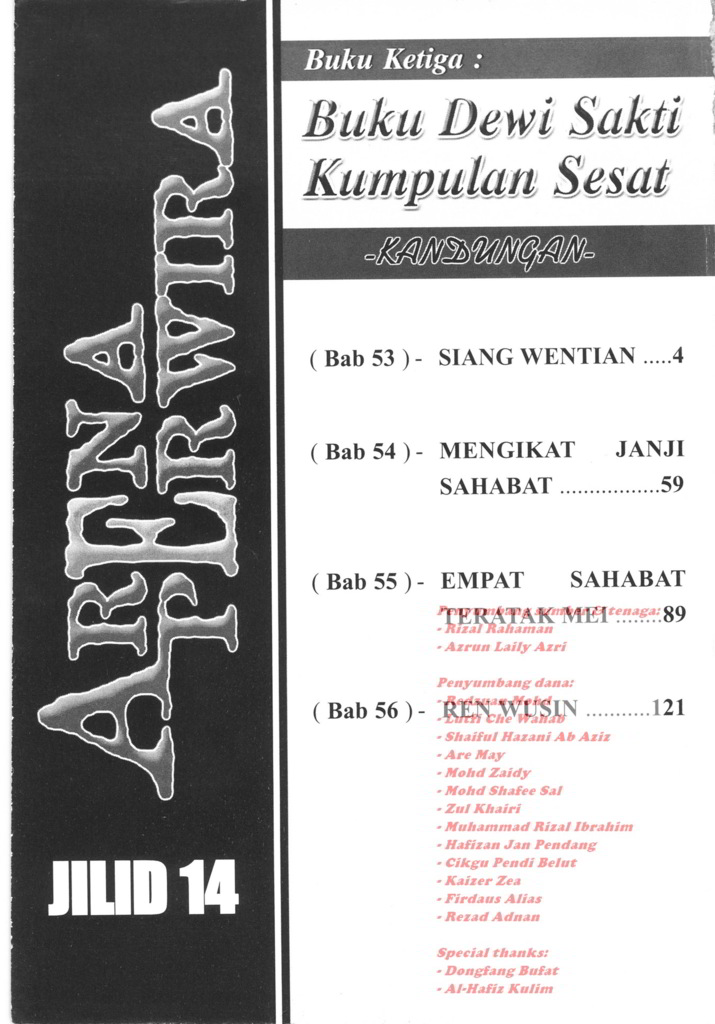 ARENA
PERWIRA
JILID 14
Buku Ketiga :
Buku Dewi Sakti
Kumpulan Sesat
-KANDUNGAN-
( Bab 53 ) - SIANG WENTIAN .....4
( Bab 54 ) - MENGIKAT JANJI
SAHABAT ..................59
( Bab 55 ) - EMPAT SAHABAT
TERATAK MEI ........89
( Bab 56 ) - REN WUSIN ...........121
Penyumbang sumber & tenaga:
- Rizal Rahaman
- Azrun Laily Azri
Penyumbang dana:
- Redzuan Mohd
- Lutfi Che Wahab
- Shaiful Hazani Ab Aziz
- Are May
- Mohd Zaidy
- Mohd Shafee Sal
- Zul Khairi
- Muhammad Rizal Ibrahim
- Hafizan Jan Pendang
- Cikgu Pendi Belut
- Kaizer Zea
- Firdaus Alias
- Rezad Adnan
Special thanks:
- Dongfang Bufat
- Al-Hafiz Kulim